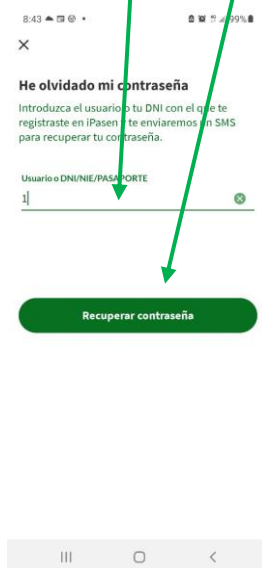 8:43
99%
He olvidado mi contraseña
Introduzca el usuario o tu DNI con el que te
registraste en iPasen y te enviaremos un SMS
para recuperar tu contraseña.
Usuario o DNI/NIE/PASAPORTE
1
Recuperar contraseña